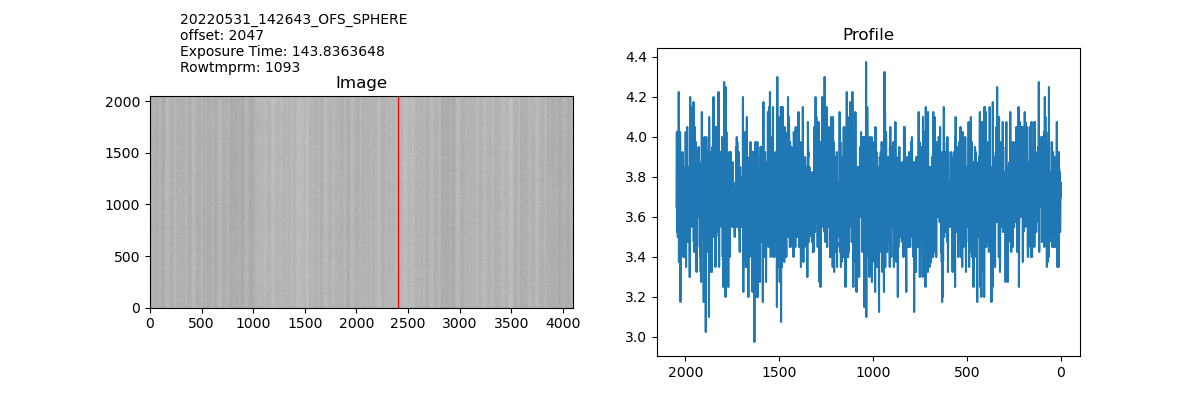 20220531_142643_OFS_SPHERE
offset: 2047
Exposure Time: 143.8363648
Rowtmprm: 1093
Image
2000
1500
1000
500
0
0 500 1000 1500 2000 2500 3000 3500 4000
Profile
4.4
4.2
4.0
3.8
3.6
3.4
3.2
3.0
2000 1500 1000 500 0